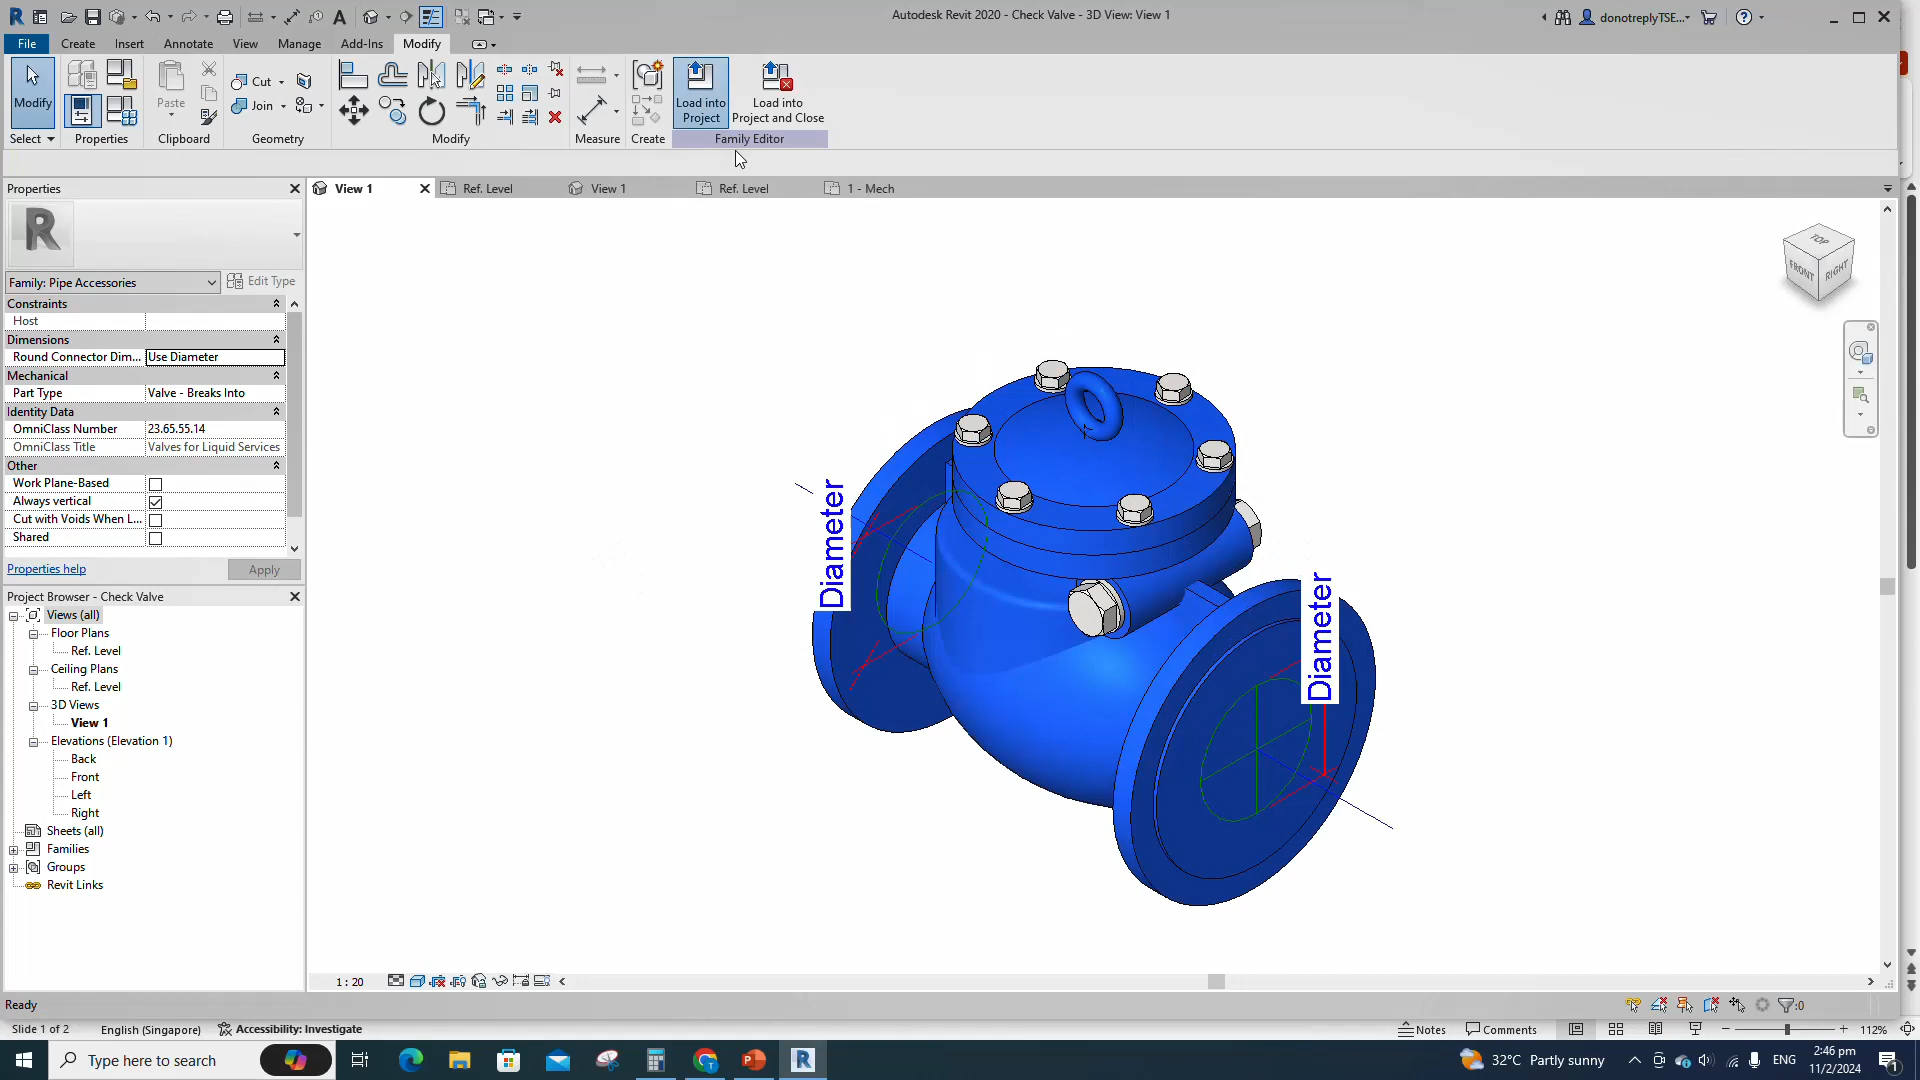 Autodesk Revit 2020 - Check Valve - 3D View: View 1
donotreplyTSE...
File Create Insert Annotate View Manage Add-Ins Modify
Modify Paste Cut Join Load into Project Load into Project and Close
Select Properties Clipboard Geometry Modify Measure Create Family Editor
Properties
View 1 Ref. Level View 1 Ref. Level 1 - Mech
R
Family: Pipe Accessories Edit Type
Constraints
Host
Dimensions
Round Connector Dim... Use Diameter
Mechanical
Part Type Valve - Breaks Into
Identity Data
OmniClass Number 23.65.55.14
OmniClass Title Valves for Liquid Services
Other
Work Plane-Based
Always vertical
Cut with Voids When L...
Shared
Properties help Apply
Project Browser - Check Valve
Views (all)
Floor Plans
Ref. Level
Ceiling Plans
Ref. Level
3D Views
View 1
Elevations (Elevation 1)
Back
Front
Left
Right
Sheets (all)
Families
Groups
Revit Links
Diameter
Diameter
TOP
FRONT RIGHT
1 : 20
Ready
:0
Slide 1 of 2 English (Singapore) Accessibility: Investigate Notes Comments 112%
Type here to search 32°C Partly sunny ENG 2:46 pm
11/2/2024
1